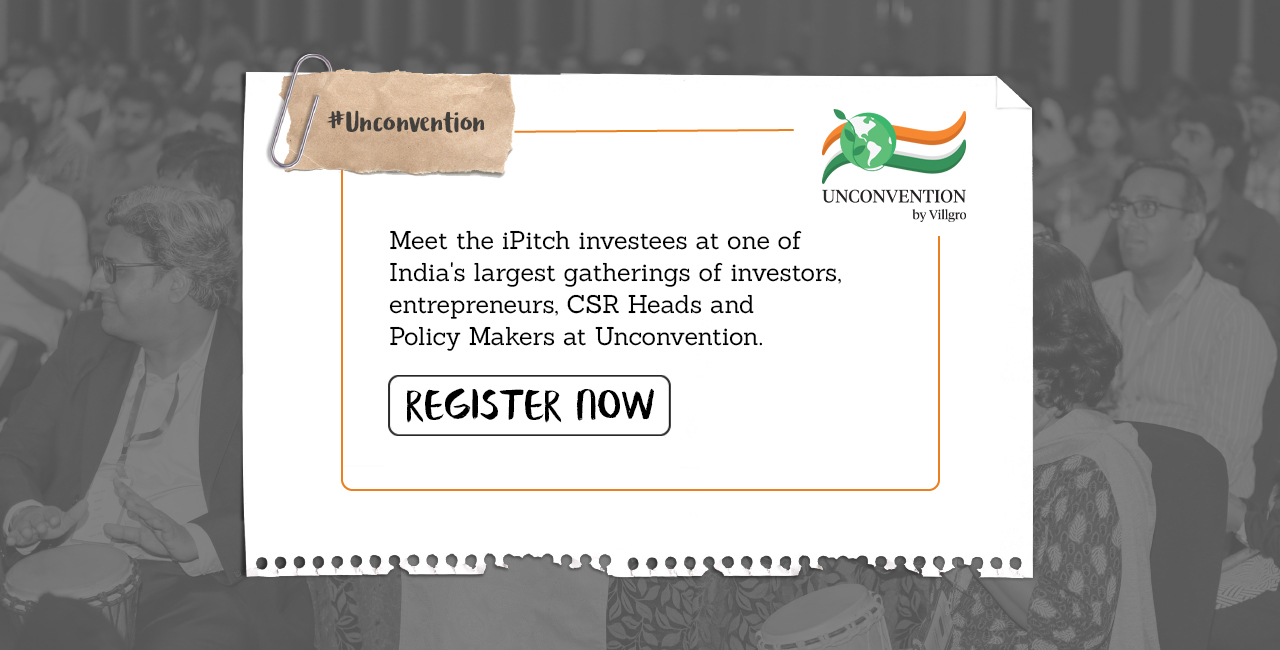 #Unconvention
UNCONVENTION
by Villgro
Meet the iPitch investees at one of
India's largest gatherings of investors,
entrepreneurs, CSR Heads and
Policy Makers at Unconvention.
REGISTER NOW